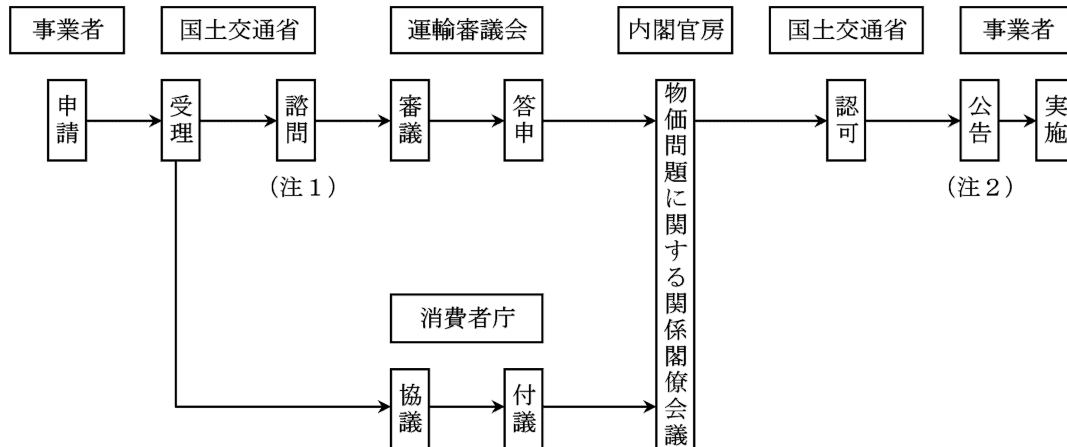 事業者
国土交通省
運輸審議会
内閣官房
国土交通省
事業者
申請
受理
諮問
審議
答申
物価問題に関する関係閣僚会議
認可
公告
実施
（注１）
（注２）
消費者庁
協議
付議